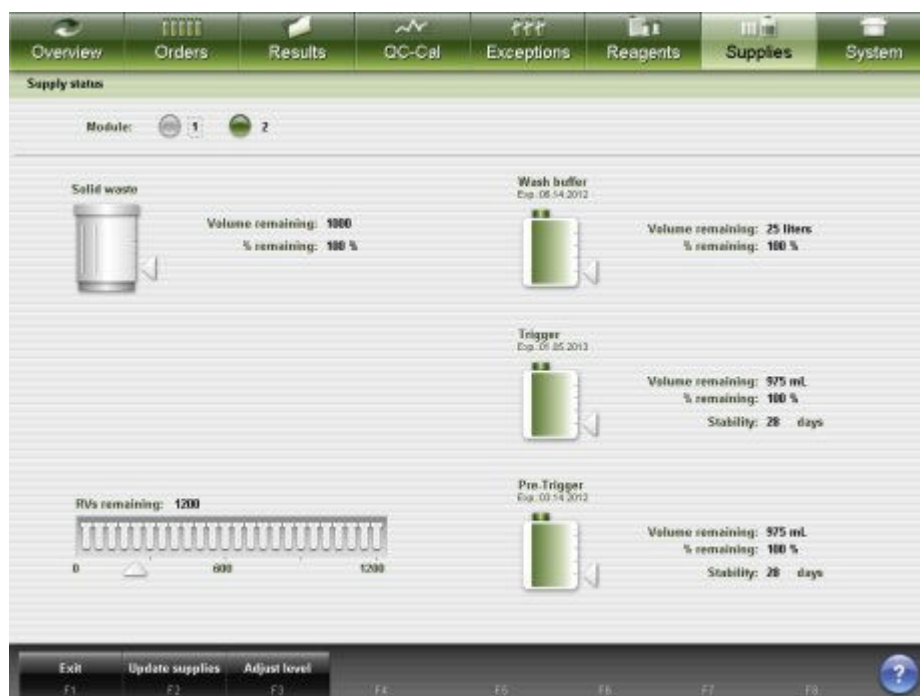 Overview Orders Results QC-Cal Exceptions Reagents Supplies System
Supply status
Module: 1 2
Solid waste
Volume remaining: 1000
% remaining: 100 %
Wash buffer
Exp. 06.14.2012
Volume remaining: 25 liters
% remaining: 100 %
Trigger
Exp. 01.05.2013
Volume remaining: 975 mL
% remaining: 100 %
Stability: 28 days
RVs remaining: 1200
0 600 1200
Pre-Trigger
Exp. 03.14.2012
Volume remaining: 975 mL
% remaining: 100 %
Stability: 28 days
Exit Update supplies Adjust level
F1 F2 F3 F4 F5 F6 F7 F8
?